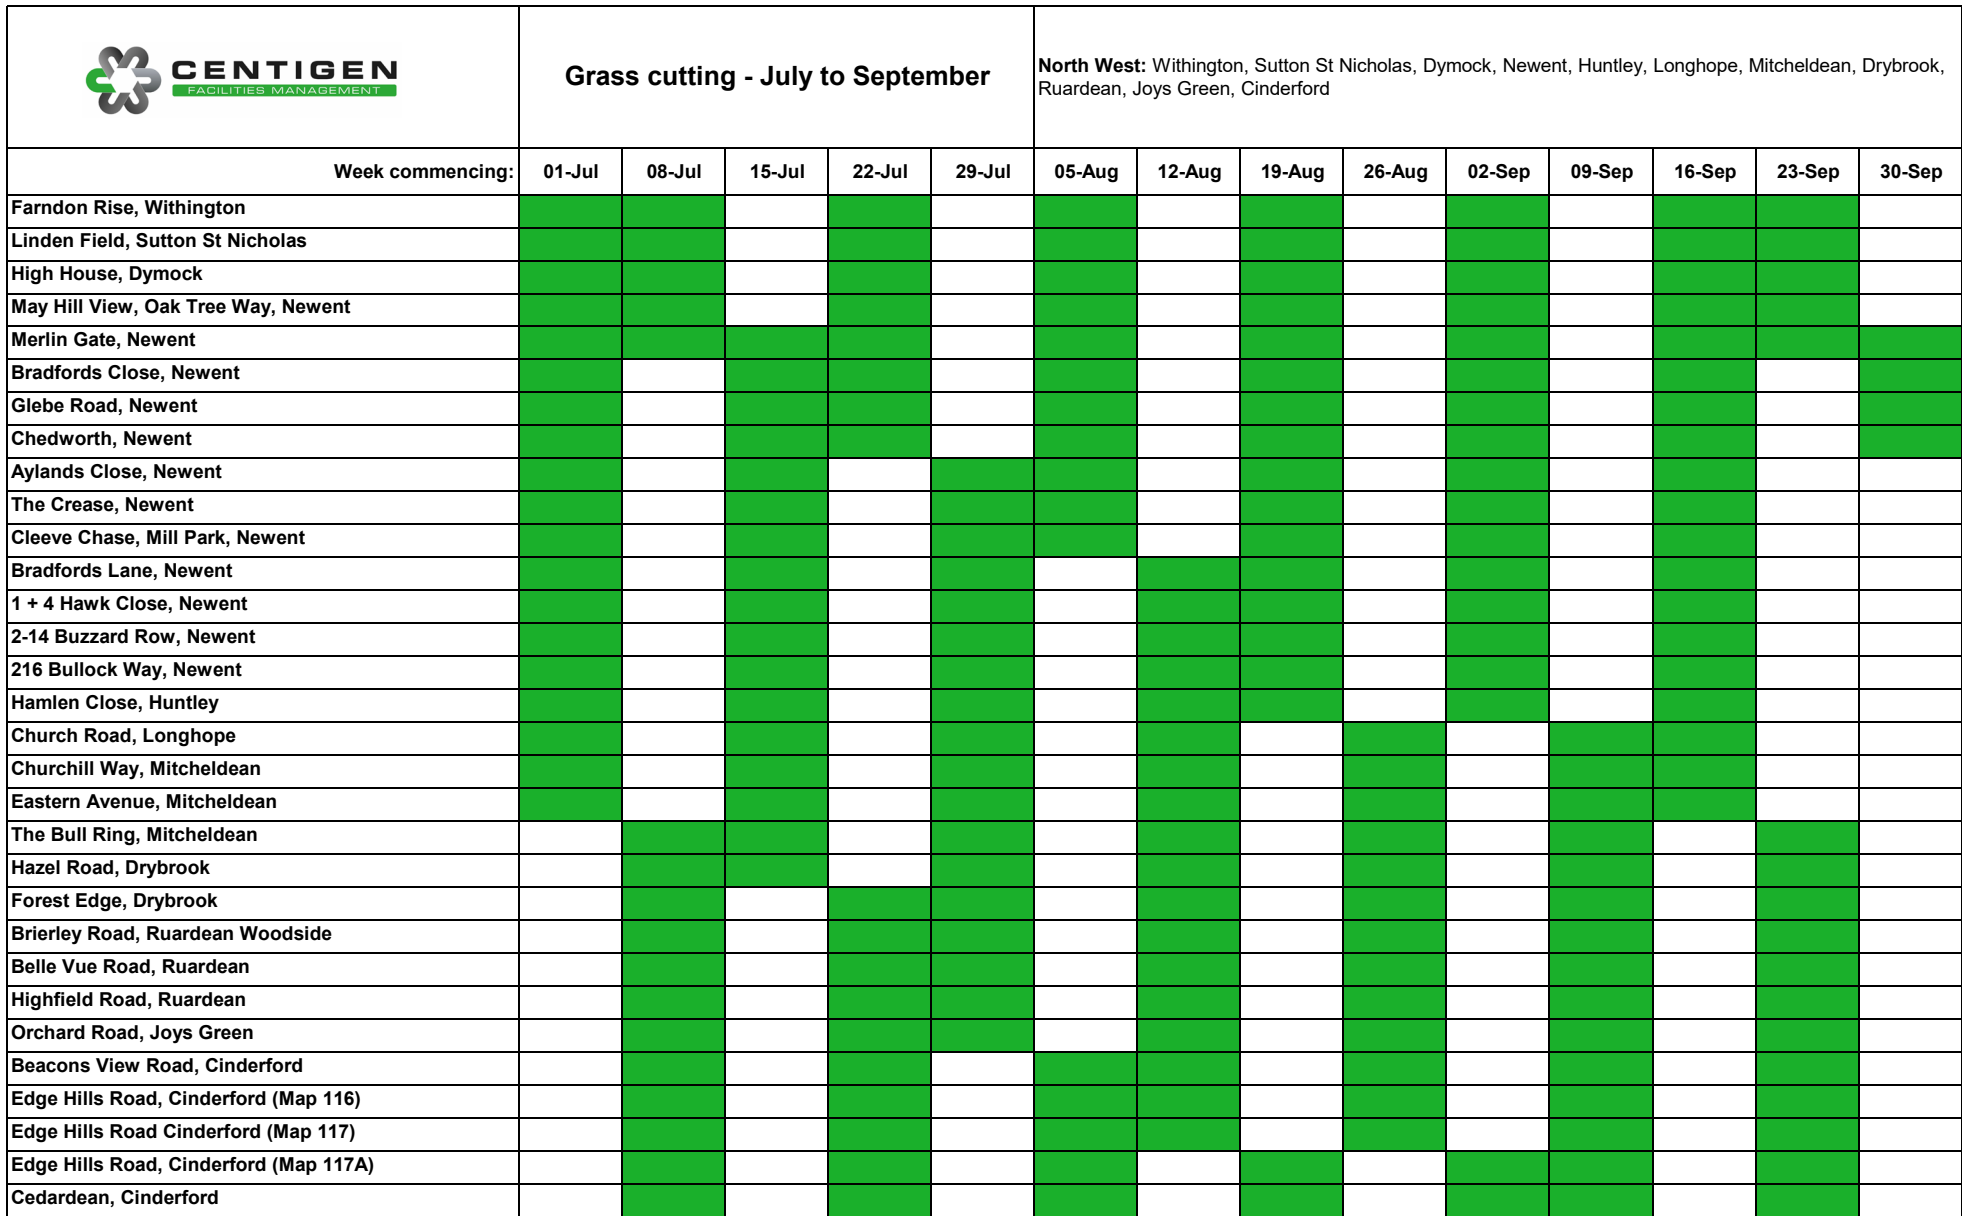 CENTIGEN
FACILITIES MANAGEMENT
Grass cutting - July to September
North West: Withington, Sutton St Nicholas, Dymock, Newent, Huntley, Longhope, Mitcheldean, Drybrook,
Ruardean, Joys Green, Cinderford
Week commencing: 01-Jul 08-Jul 15-Jul 22-Jul 29-Jul 05-Aug 12-Aug 19-Aug 26-Aug 02-Sep 09-Sep 16-Sep 23-Sep 30-Sep
Farndon Rise, Withington
Linden Field, Sutton St Nicholas
High House, Dymock
May Hill View, Oak Tree Way, Newent
Merlin Gate, Newent
Bradfords Close, Newent
Glebe Road, Newent
Chedworth, Newent
Aylands Close, Newent
The Crease, Newent
Cleeve Chase, Mill Park, Newent
Bradfords Lane, Newent
1 + 4 Hawk Close, Newent
2-14 Buzzard Row, Newent
216 Bullock Way, Newent
Hamlen Close, Huntley
Church Road, Longhope
Churchill Way, Mitcheldean
Eastern Avenue, Mitcheldean
The Bull Ring, Mitcheldean
Hazel Road, Drybrook
Forest Edge, Drybrook
Brierley Road, Ruardean Woodside
Belle Vue Road, Ruardean
Highfield Road, Ruardean
Orchard Road, Joys Green
Beacons View Road, Cinderford
Edge Hills Road, Cinderford (Map 116)
Edge Hills Road Cinderford (Map 117)
Edge Hills Road, Cinderford (Map 117A)
Cedardean, Cinderford